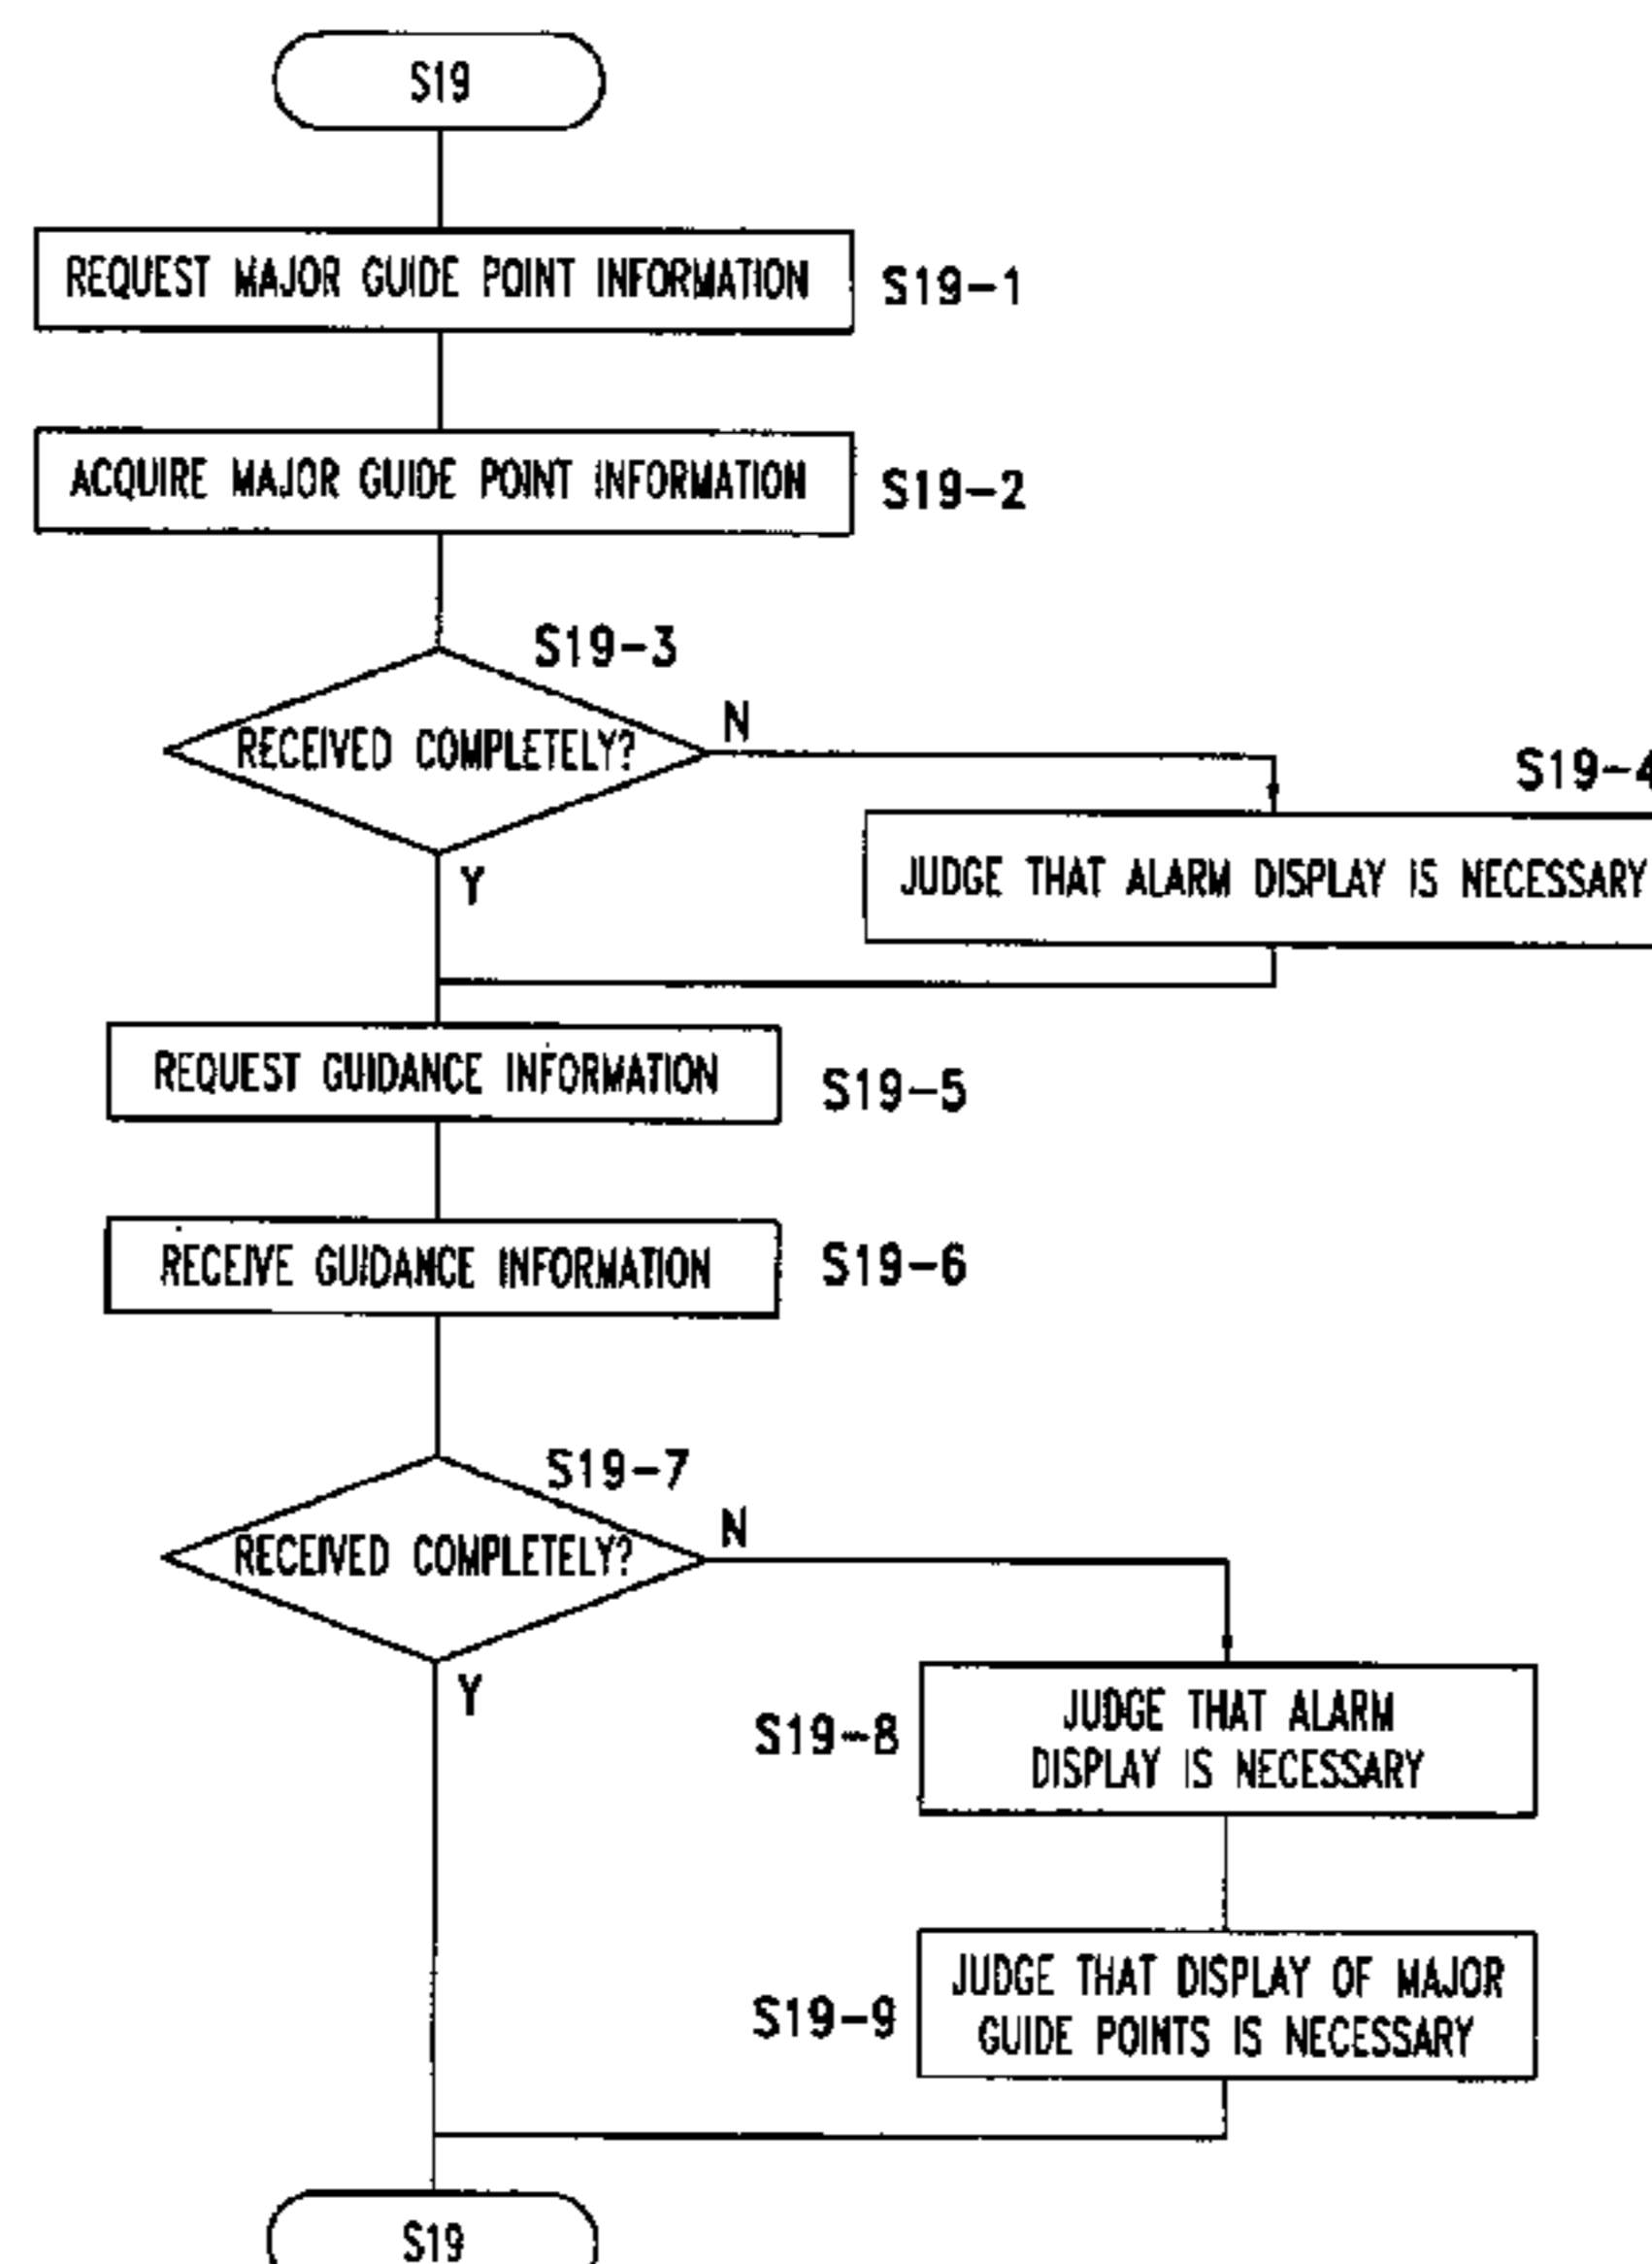 S19
REQUEST MAJOR GUIDE POINT INFORMATION
S19-1
ACQUIRE MAJOR GUIDE POINT INFORMATION
S19-2
S19-3
RECEIVED COMPLETELY?
N
Y
S19-4
JUDGE THAT ALARM DISPLAY IS NECESSARY
REQUEST GUIDANCE INFORMATION
S19-5
RECEIVE GUIDANCE INFORMATION
S19-6
S19-7
RECEIVED COMPLETELY?
N
Y
S19-8
JUDGE THAT ALARM
DISPLAY IS NECESSARY
S19-9
JUDGE THAT DISPLAY OF MAJOR
GUIDE POINTS IS NECESSARY
S19